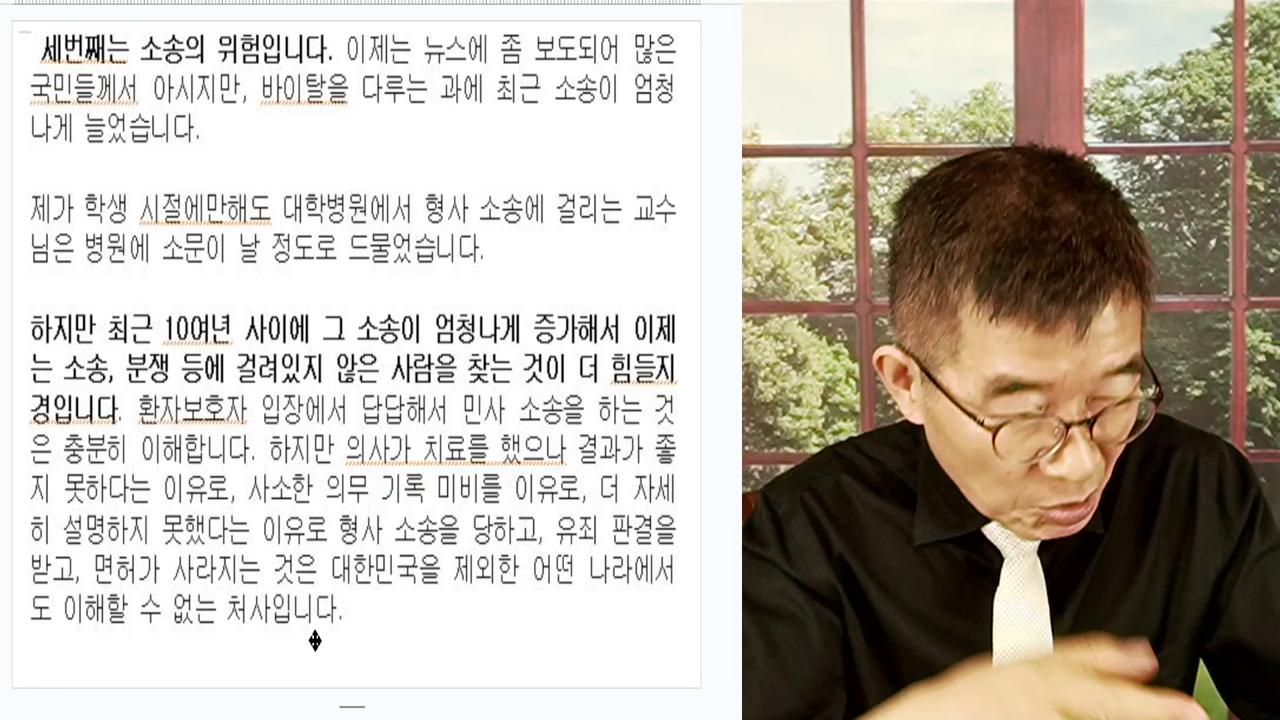 세번째는 소송의 위험입니다. 이제는 뉴스에 좀 보도되어 많은
국민들께서 아시지만, 바이탈을 다루는 과에 최근 소송이 엄청
나게 늘었습니다.
제가 학생 시절에만해도 대학병원에서 형사 소송에 걸리는 교수
님은 병원에 소문이 날 정도로 드물었습니다.
하지만 최근 10여년 사이에 그 소송이 엄청나게 증가해서 이제
는 소송, 분쟁 등에 걸려있지 않은 사람을 찾는 것이 더 힘들지
경입니다. 환자보호자 입장에서 답답해서 민사 소송을 하는 것
은 충분히 이해합니다. 하지만 의사가 치료를 했으나 결과가 좋
지 못하다는 이유로, 사소한 의무 기록 미비를 이유로, 더 자세
히 설명하지 못했다는 이유로 형사 소송을 당하고, 유죄 판결을
받고, 면허가 사라지는 것은 대한민국을 제외한 어떤 나라에서
도 이해할 수 없는 처사입니다.